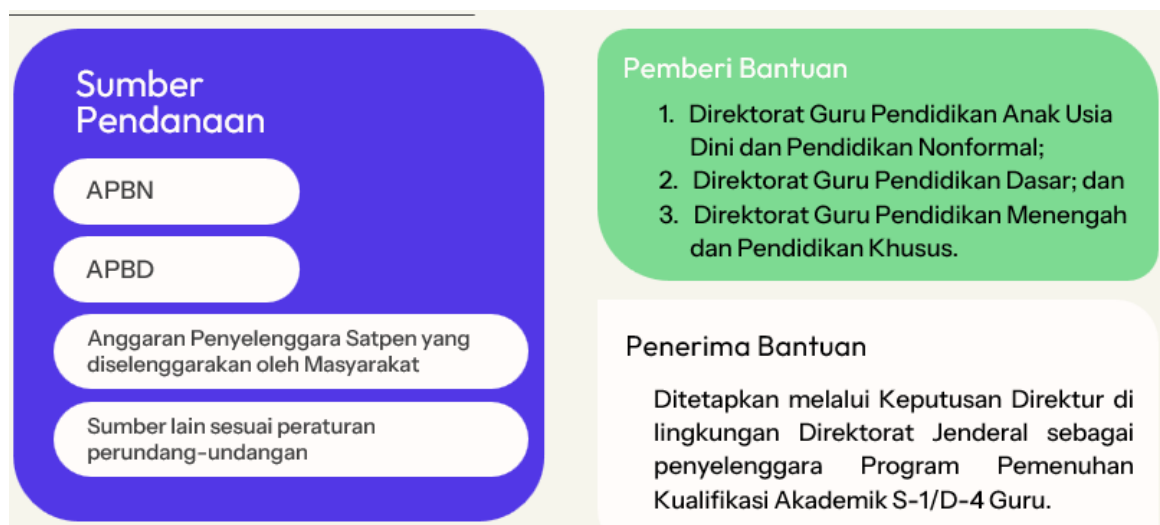 Sumber
Pendanaan
APBN
APBD
Anggaran Penyelenggara Satpen yang
diselenggarakan oleh Masyarakat
Sumber lain sesuai peraturan
perundang-undangan
Pemberi Bantuan
1. Direktorat Guru Pendidikan Anak Usia
Dini dan Pendidikan Nonformal;
2. Direktorat Guru Pendidikan Dasar; dan
3. Direktorat Guru Pendidikan Menengah
dan Pendidikan Khusus.
Penerima Bantuan
Ditetapkan melalui Keputusan Direktur di
lingkungan Direktorat Jenderal sebagai
penyelenggara Program Pemenuhan
Kualifikasi Akademik S-1/D-4 Guru.